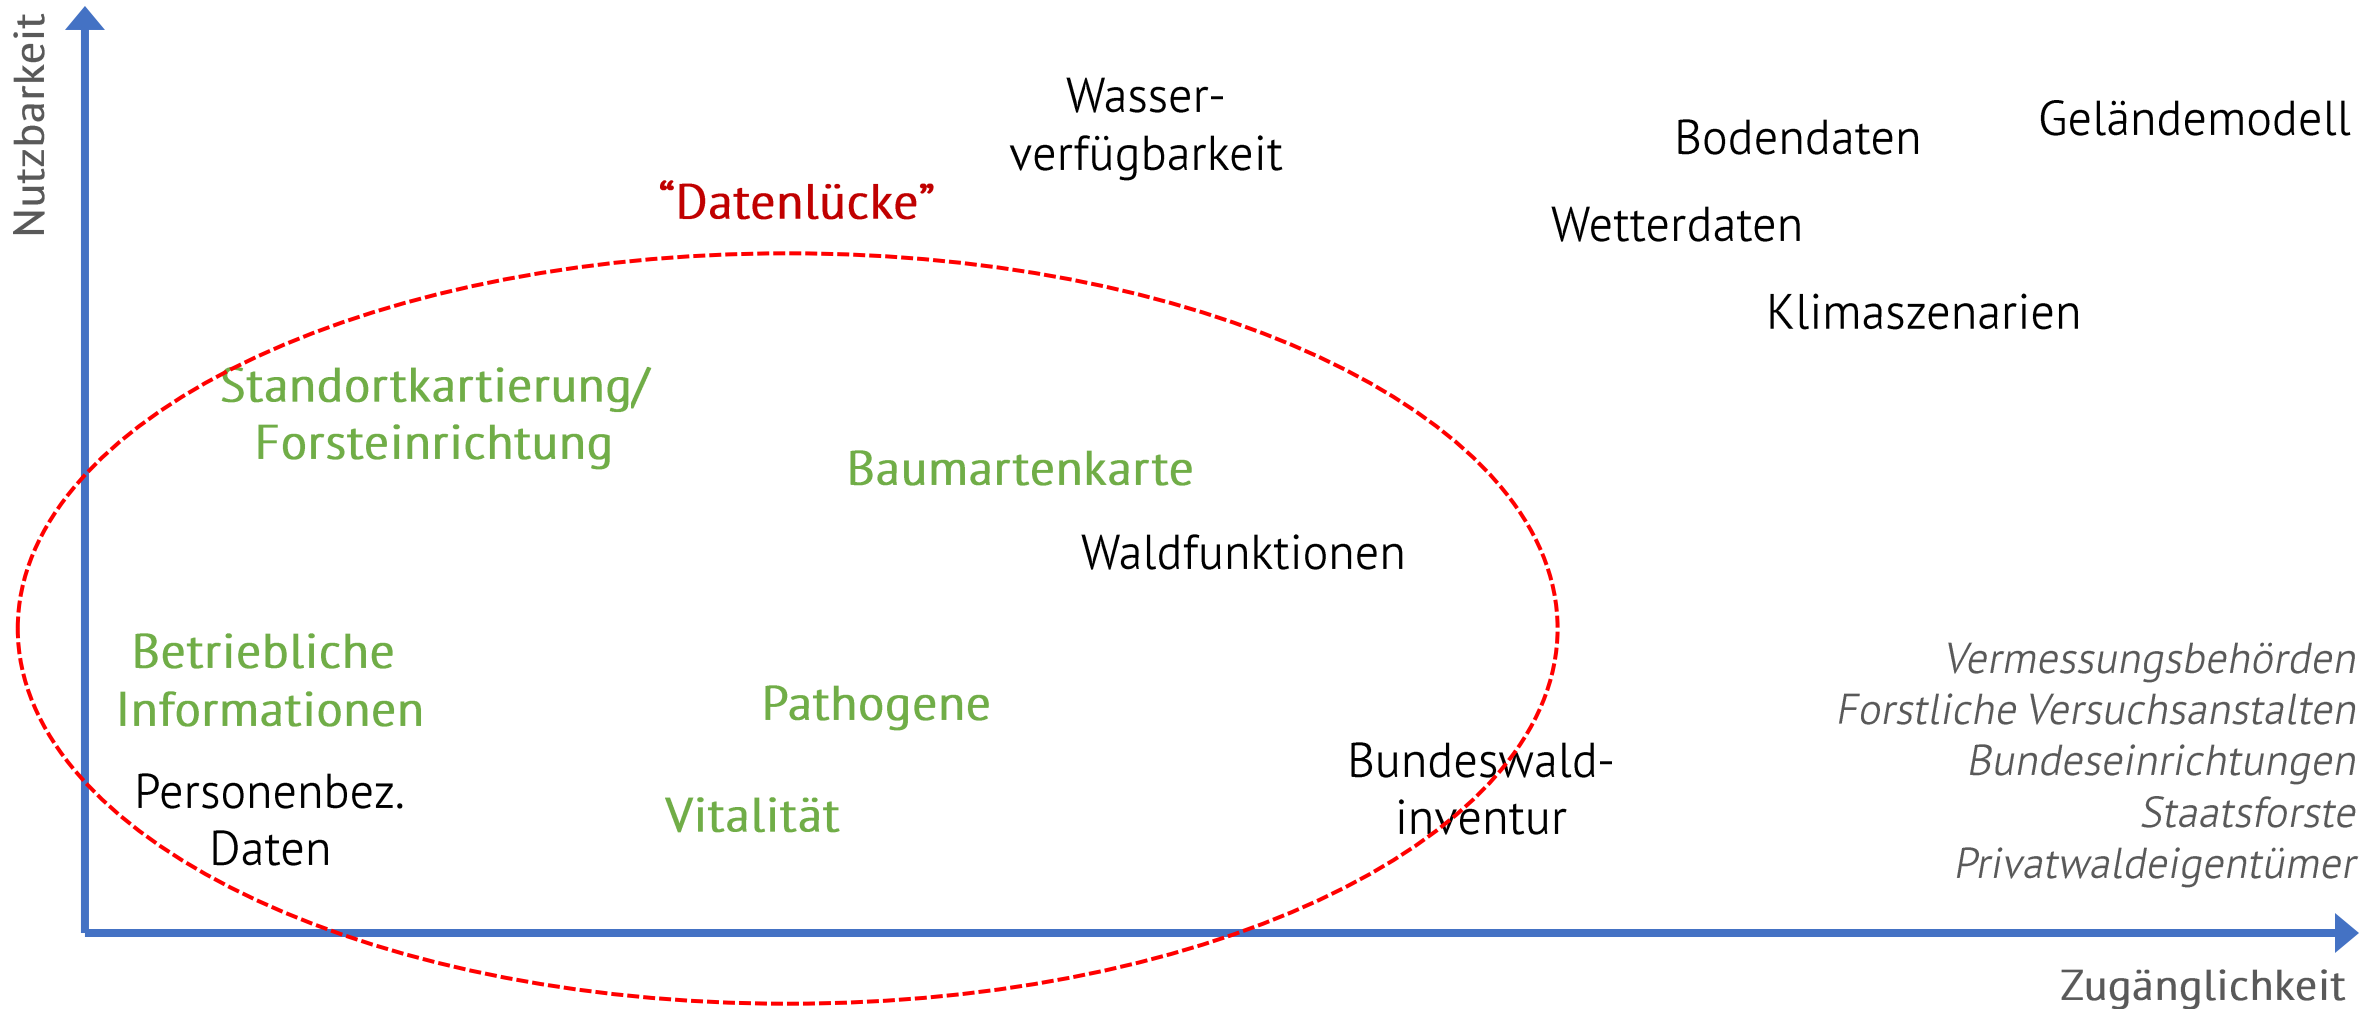 Nutzbarkeit
Wasser-
verfügbarkeit
Bodendaten
Geländemodell
“Datenlücke”
Wetterdaten
Klimaszenarien
Standortkartierung/
Forsteinrichtung
Baumartenkarte
Waldfunktionen
Betriebliche
Informationen
Pathogene
Personenbez.
Daten
Vitalität
Bundeswald-
inventur
Vermessungsbehörden
Forstliche Versuchsanstalten
Bundeseinrichtungen
Staatsforste
Privatwaldeigentümer
Zugänglichkeit